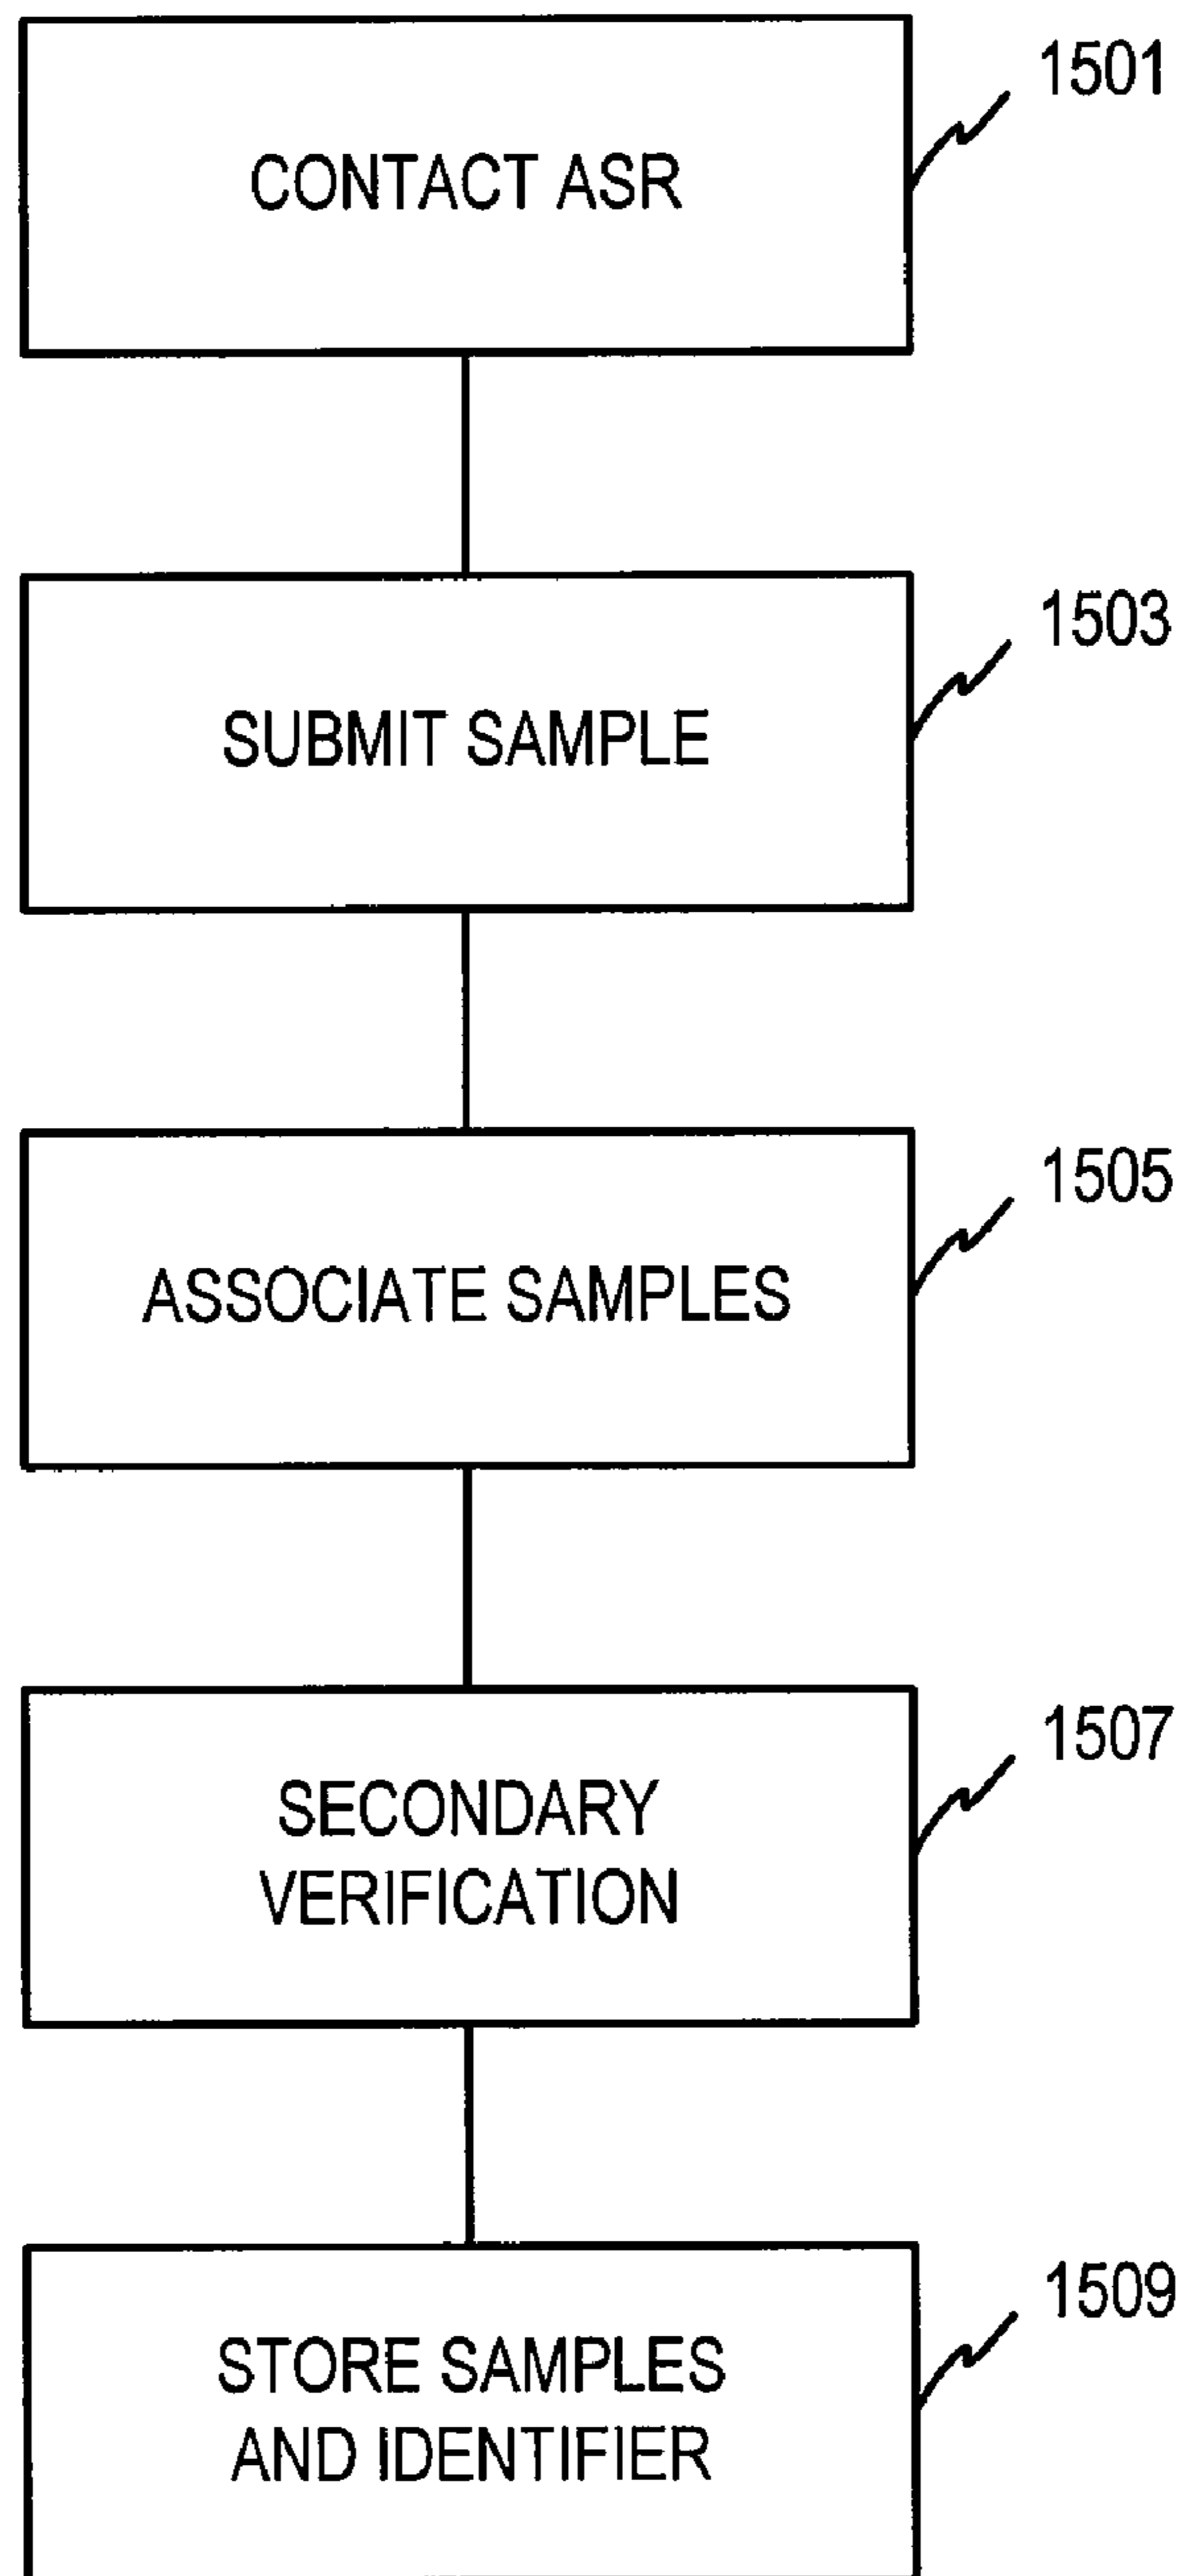 CONTACT ASR
1501
SUBMIT SAMPLE
1503
ASSOCIATE SAMPLES
1505
SECONDARY
VERIFICATION
1507
STORE SAMPLES
AND IDENTIFIER
1509